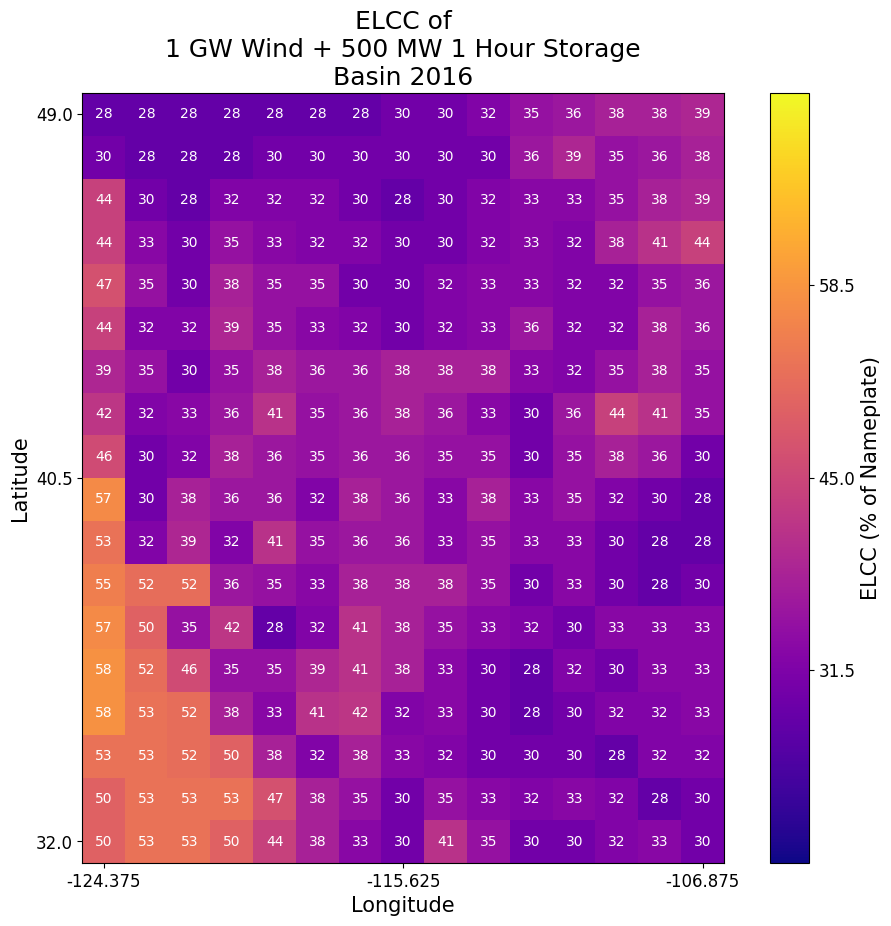 ELCC of
1 GW Wind + 500 MW 1 Hour Storage
Basin 2016
49.0
28 28 28 28 28 28 28 30 30 32 35 36 38 38 39
30 28 28 28 30 30 30 30 30 30 36 39 35 36 38
44 30 28 32 32 32 30 28 30 32 33 33 35 38 39
44 33 30 35 33 32 32 30 30 32 33 32 38 41 44
47 35 30 38 35 35 30 30 32 33 33 32 32 35 36
58.5
44 32 32 39 35 33 32 30 32 33 36 32 32 38 36
39 35 30 35 38 36 36 38 38 38 33 32 35 38 35
42 32 33 36 41 35 36 38 36 33 30 36 44 41 35
46 30 32 38 36 35 36 36 35 35 30 35 38 36 30
40.5
45.0
57 30 38 36 36 32 38 36 33 38 33 35 32 30 28
53 32 39 32 41 35 36 36 33 35 33 33 30 28 28
55 52 52 36 35 33 38 38 38 35 30 33 30 28 30
57 50 35 42 28 32 41 38 35 33 32 30 33 33 33
58 52 46 35 35 39 41 38 33 30 28 32 30 33 33
31.5
58 53 52 38 33 41 42 32 33 30 28 30 32 32 33
53 53 52 50 38 32 38 33 32 30 30 30 28 32 32
50 53 53 53 47 38 35 30 35 33 32 33 32 28 30
32.0
50 53 53 50 44 38 33 30 41 35 30 30 32 33 30
-124.375 -115.625 -106.875
Longitude
Latitude
ELCC (% of Nameplate)